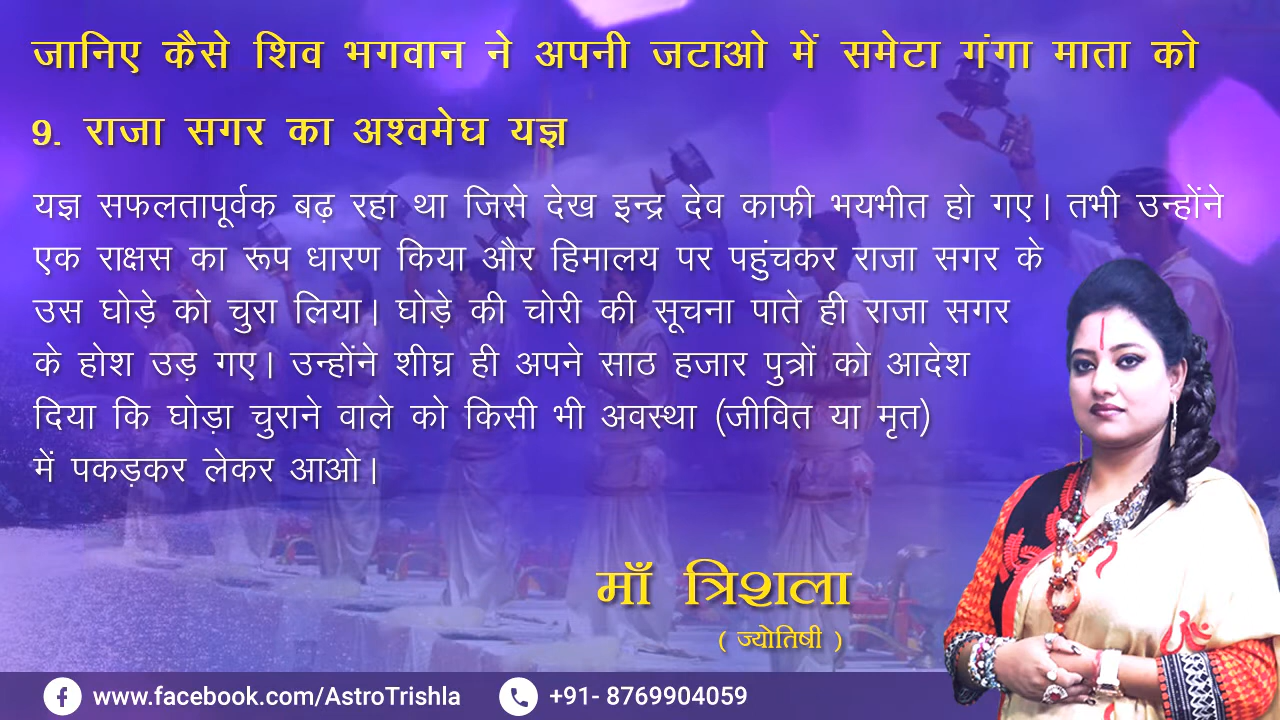 जानिए कैसे शिव भगवान ने अपनी जटाओ में समेटा गंगा माता को
9. राजा सगर का अश्वमेघ यज्ञ
यज्ञ सफलतापूर्वक बढ़ रहा था जिसे देख इन्द्र देव काफी भयभीत हो गए। तभी उन्होंने
एक राक्षस का रूप धारण किया और हिमालय पर पहुंचकर राजा सगर के
उस घोड़े को चुरा लिया। घोड़े की चोरी की सूचना पाते ही राजा सगर
के होश उड़ गए। उन्होंने शीघ्र ही अपने साठ हजार पुत्रों को आदेश
दिया कि घोड़ा चुराने वाले को किसी भी अवस्था (जीवित या मृत)
में पकड़कर लेकर आओ।
माँ त्रिशला
( ज्योतिषी )
www.facebook.com/AstroTrishla
+91- 8769904059